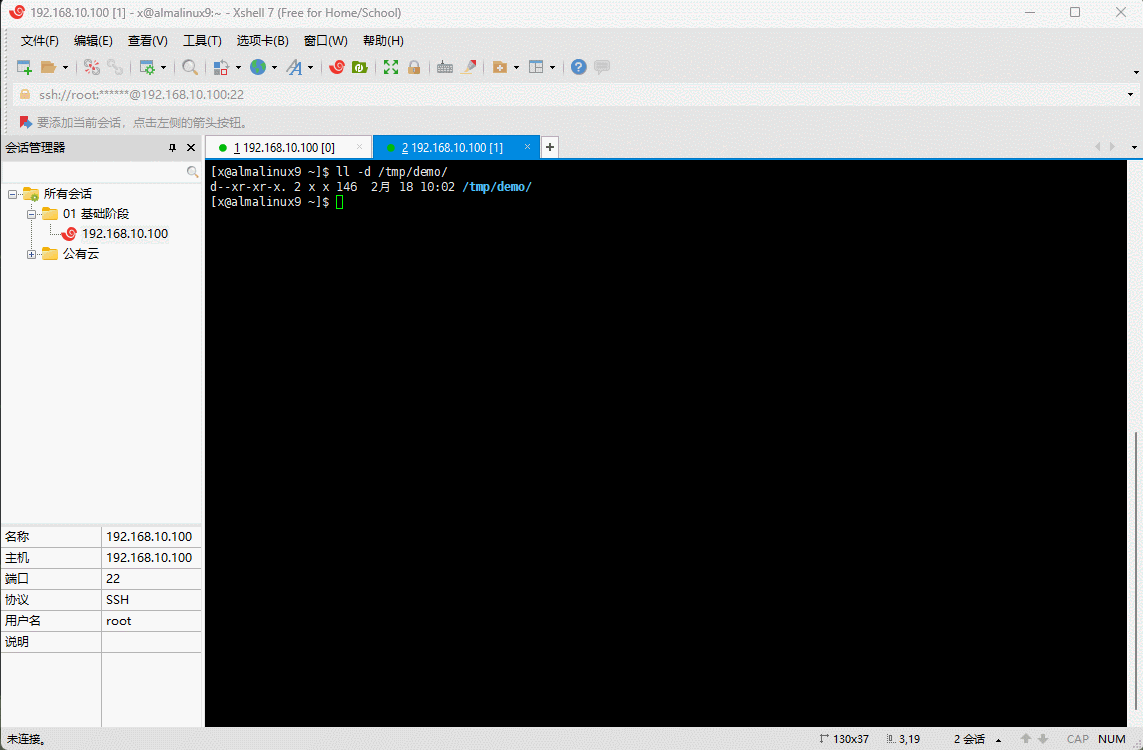 192.168.10.100 [1] - x@almalinux9:~ - Xshell 7 (Free for Home/School)
文件(F) 编辑(E) 查看(V) 工具(T) 选项卡(B) 窗口(W) 帮助(H)
ssh://root:******@192.168.10.100:22
要添加当前会话，点击左侧的箭头按钮。
会话管理器
1 192.168.10.100 [0]
2 192.168.10.100 [1]
[x@almalinux9 ~]$ ll -d /tmp/demo/
d--xr-xr-x. 2 x x 146 2月 18 10:02 /tmp/demo/
[x@almalinux9 ~]$
所有会话
01 基础阶段
192.168.10.100
公有云
名称 192.168.10.100
主机 192.168.10.100
端口 22
协议 SSH
用户名 root
说明
未连接。 130x37 3,19 2 会话 CAP NUM